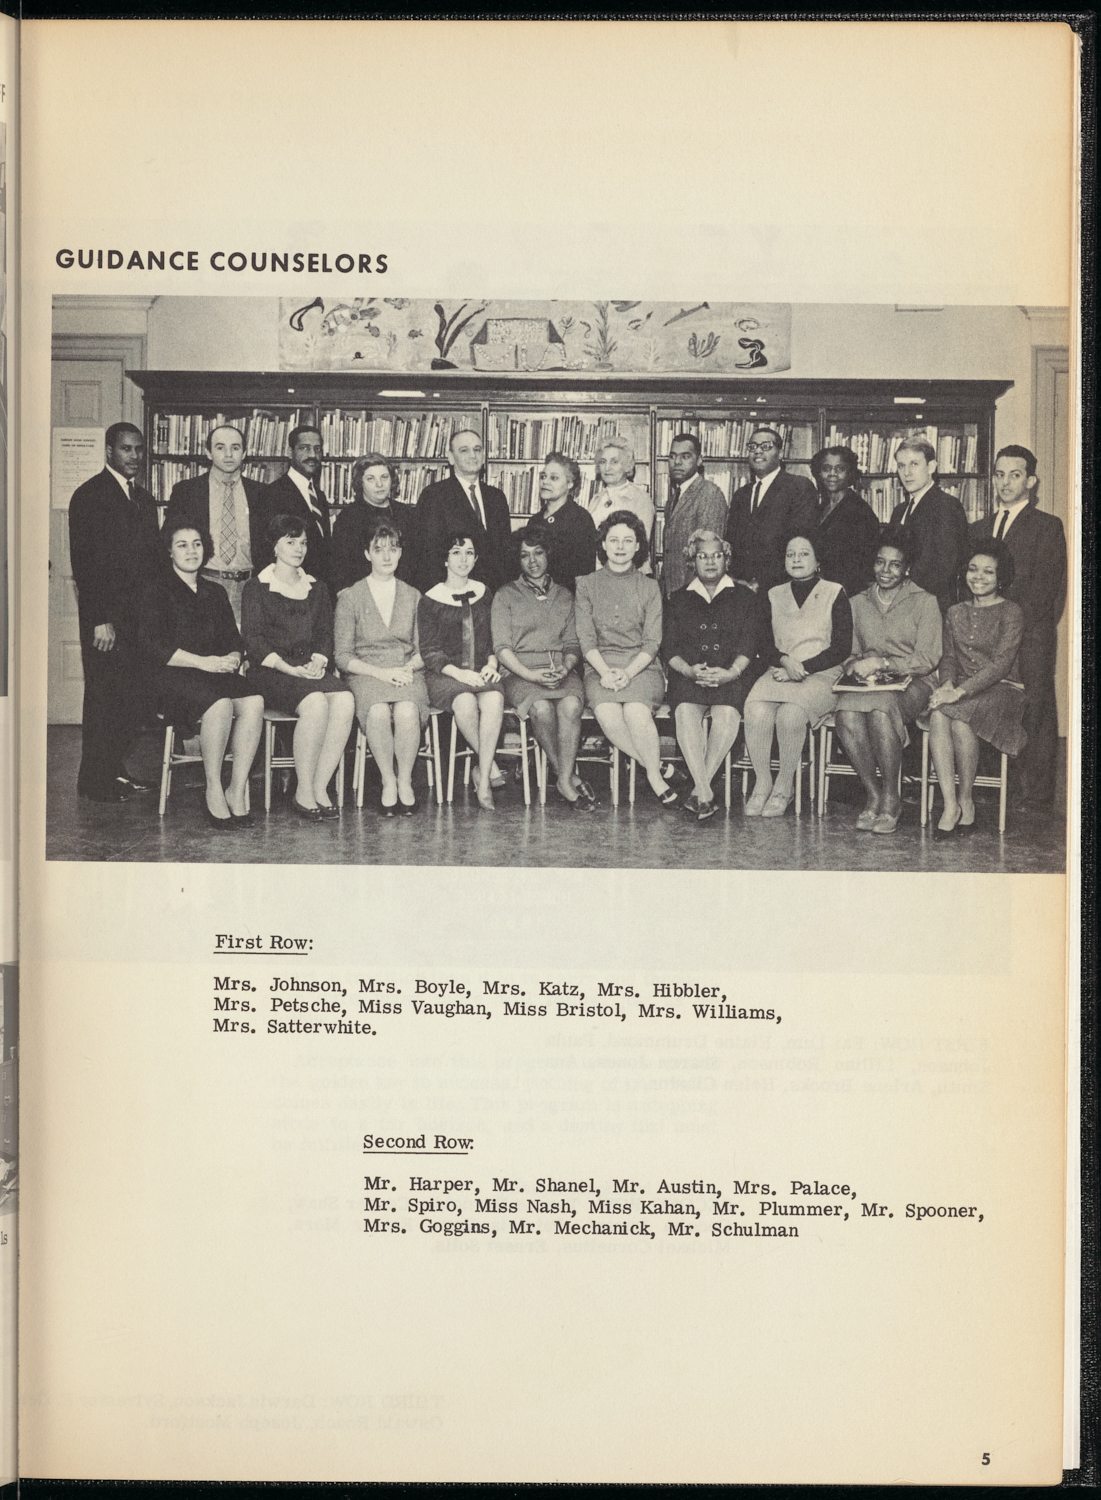 GUIDANCE COUNSELORS
First Row:
Mrs. Johnson, Mrs. Boyle, Mrs. Katz, Mrs. Hibbler,
Mrs. Petsche, Miss Vaughan, Miss Bristol, Mrs. Williams,
Mrs. Satterwhite.
Second Row:
Mr. Harper, Mr. Shanel, Mr. Austin, Mrs. Palace,
Mr. Spiro, Miss Nash, Miss Kahan, Mr. Plummer, Mr. Spooner,
Mrs. Goggins, Mr. Mechanick, Mr. Schulman
5